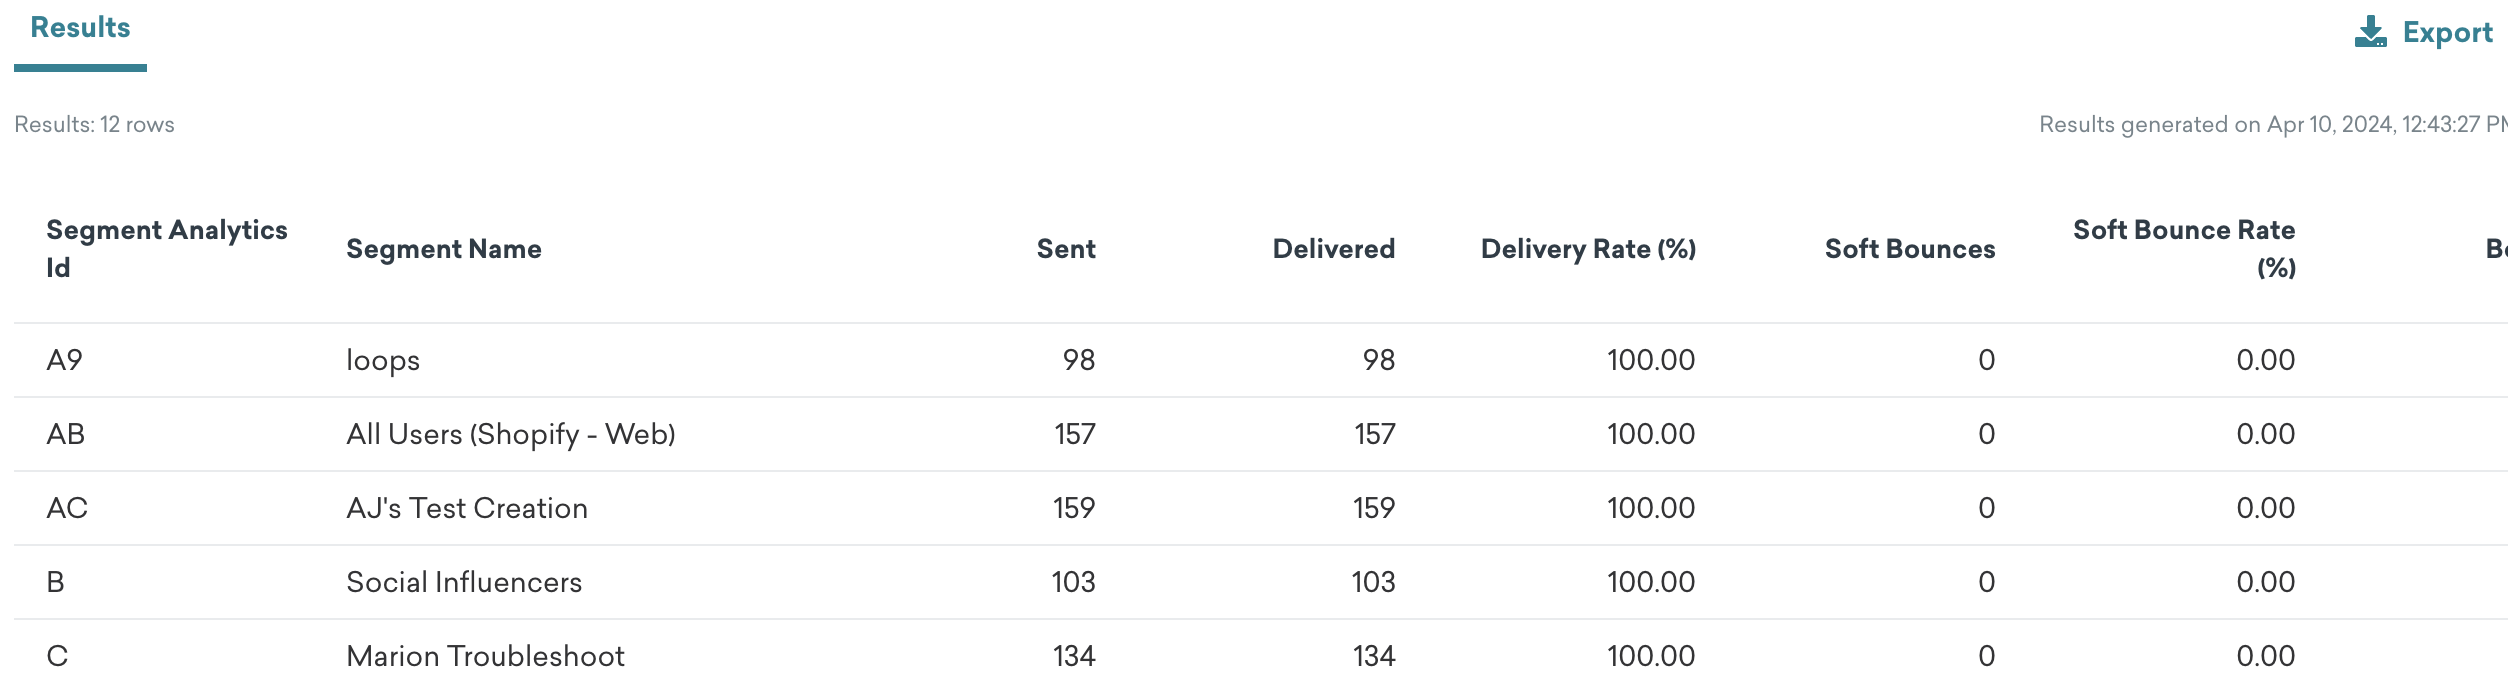 Results
Export
Results: 12 rows
Results generated on Apr 10, 2024, 12:43:27
Segment Analytics Id
Segment Name
Sent
Delivered
Delivery Rate (%)
Soft Bounces
Soft Bounce Rate (%)
A9 loops 98 98 100.00 0 0.00
AB All Users (Shopify - Web) 157 157 100.00 0 0.00
AC AJ's Test Creation 159 159 100.00 0 0.00
B Social Influencers 103 103 100.00 0 0.00
C Marion Troubleshoot 134 134 100.00 0 0.00